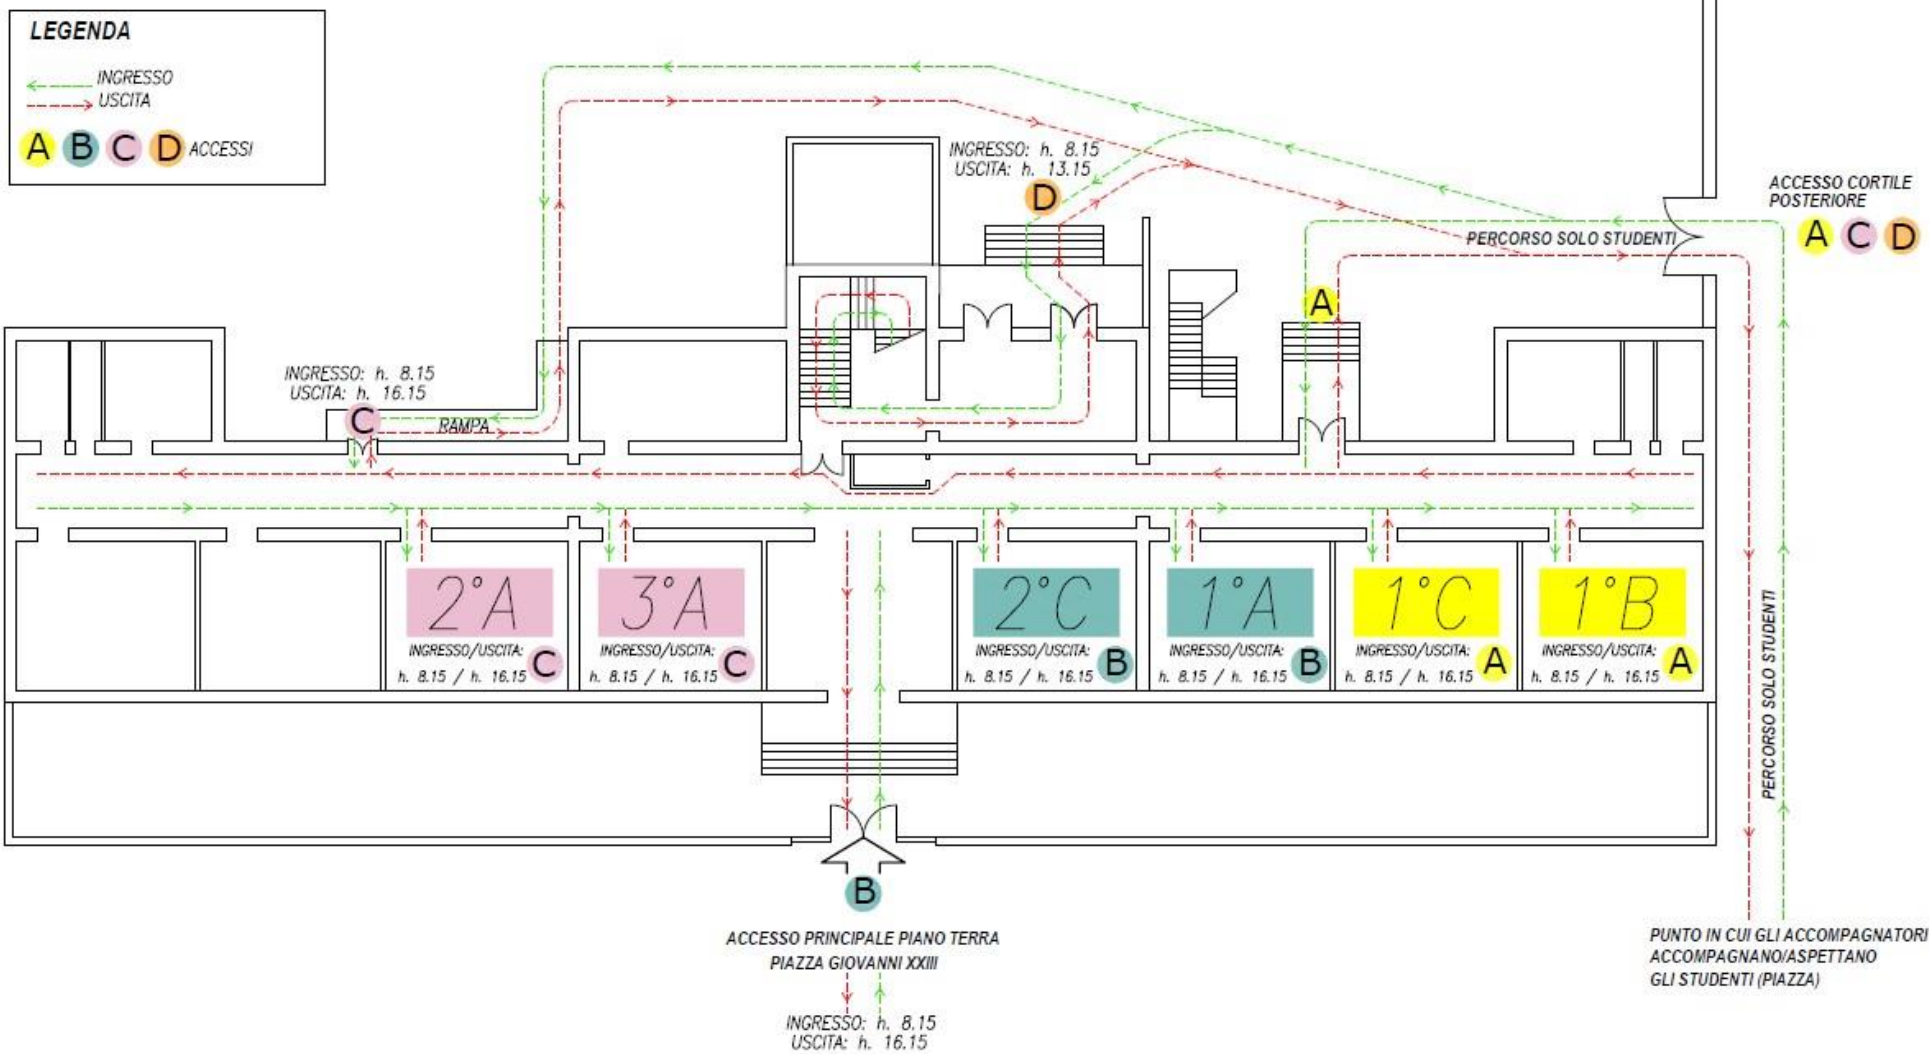 LEGENDA
INGRESSO
USCITA
A B C D ACCESSI
INGRESSO: h. 8.15
USCITA: h. 13.15
D
ACCESSO CORTILE
POSTERIORE
A C D
PERCORSO SOLO STUDENTI
A
INGRESSO: h. 8.15
USCITA: h. 16.15
C
RAMPA
2°A
INGRESSO/USCITA:
h. 8.15 / h. 16.15
C
3°A
INGRESSO/USCITA:
h. 8.15 / h. 16.15
C
2°C
INGRESSO/USCITA:
h. 8.15 / h. 16.15
B
1°A
INGRESSO/USCITA:
h. 8.15 / h. 16.15
B
1°C
INGRESSO/USCITA:
h. 8.15 / h. 16.15
A
1°B
INGRESSO/USCITA:
h. 8.15 / h. 16.15
A
PERCORSO SOLO STUDENTI
B
ACCESSO PRINCIPALE PIANO TERRA
PIAZZA GIOVANNI XXIII
INGRESSO: h. 8.15
USCITA: h. 16.15
PUNTO IN CUI GLI ACCOMPAGNATORI
ACCOMPAGNANO/ASPETTANO
GLI STUDENTI (PIAZZA)